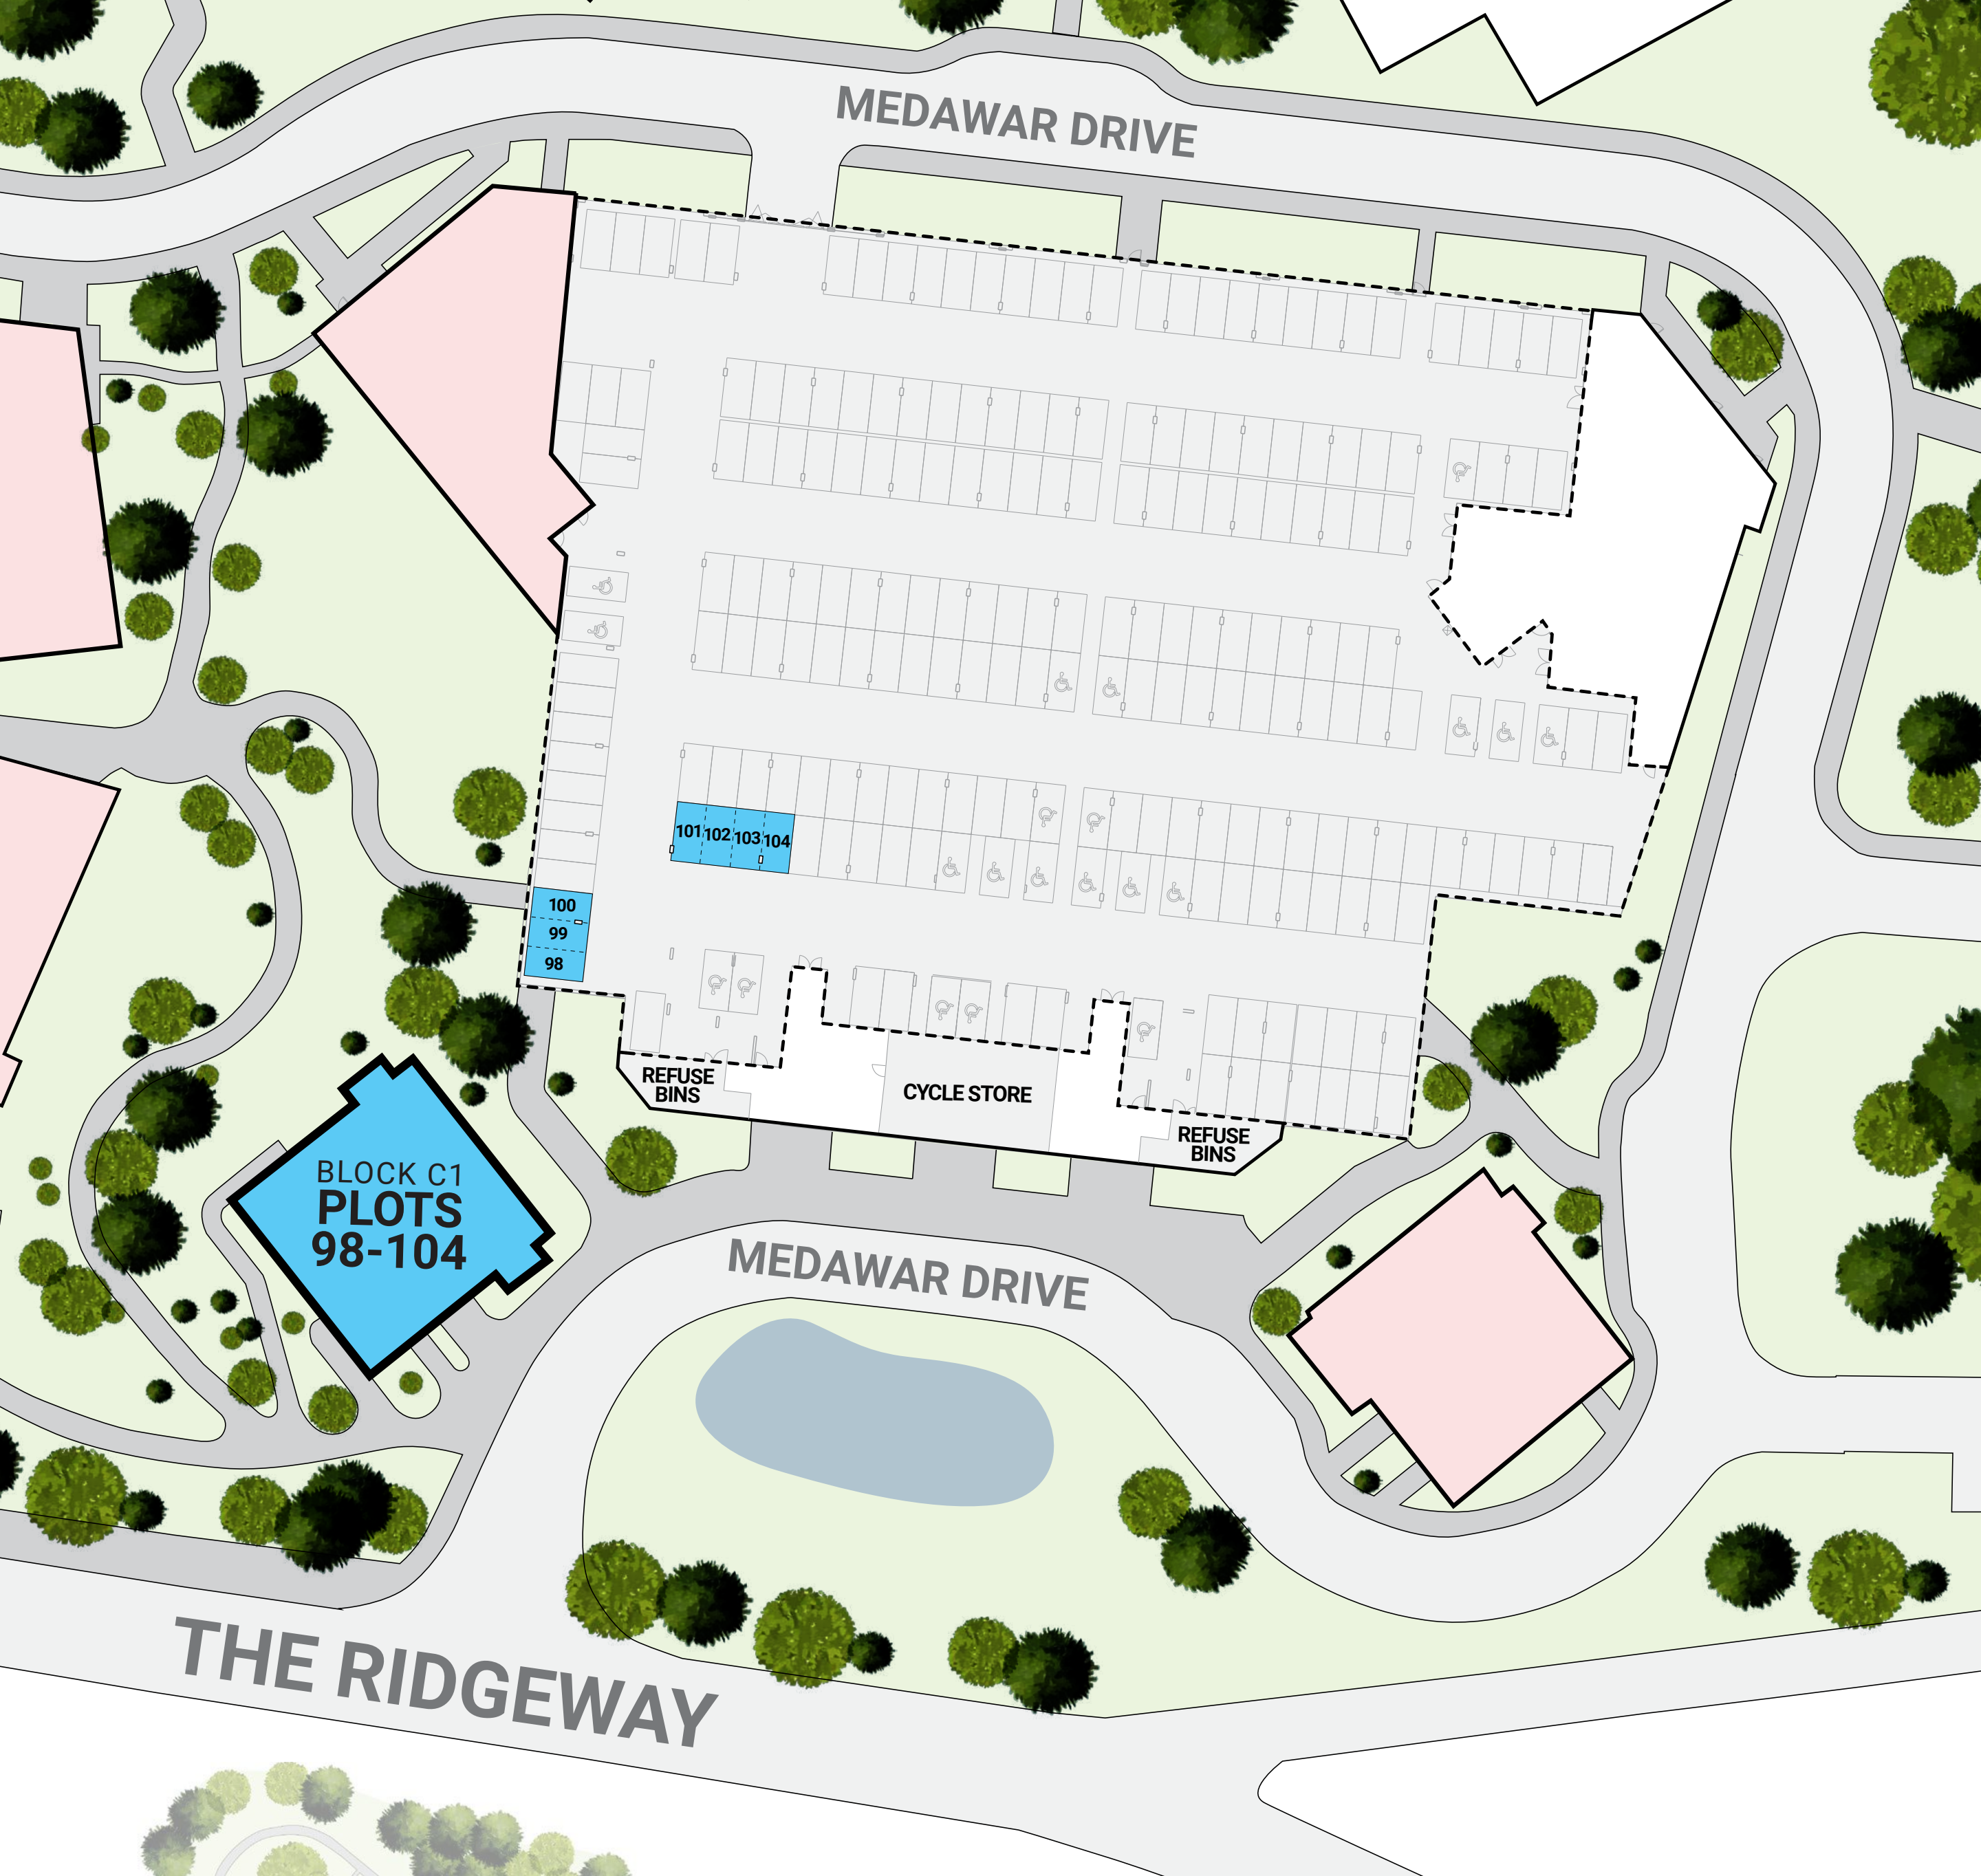 MEDAWAR DRIVE
101 102 103 104
100
99
98
REFUSE
BINS
CYCLE STORE
REFUSE
BINS
BLOCK C1
PLOTS
98-104
MEDAWAR DRIVE
THE RIDGEWAY